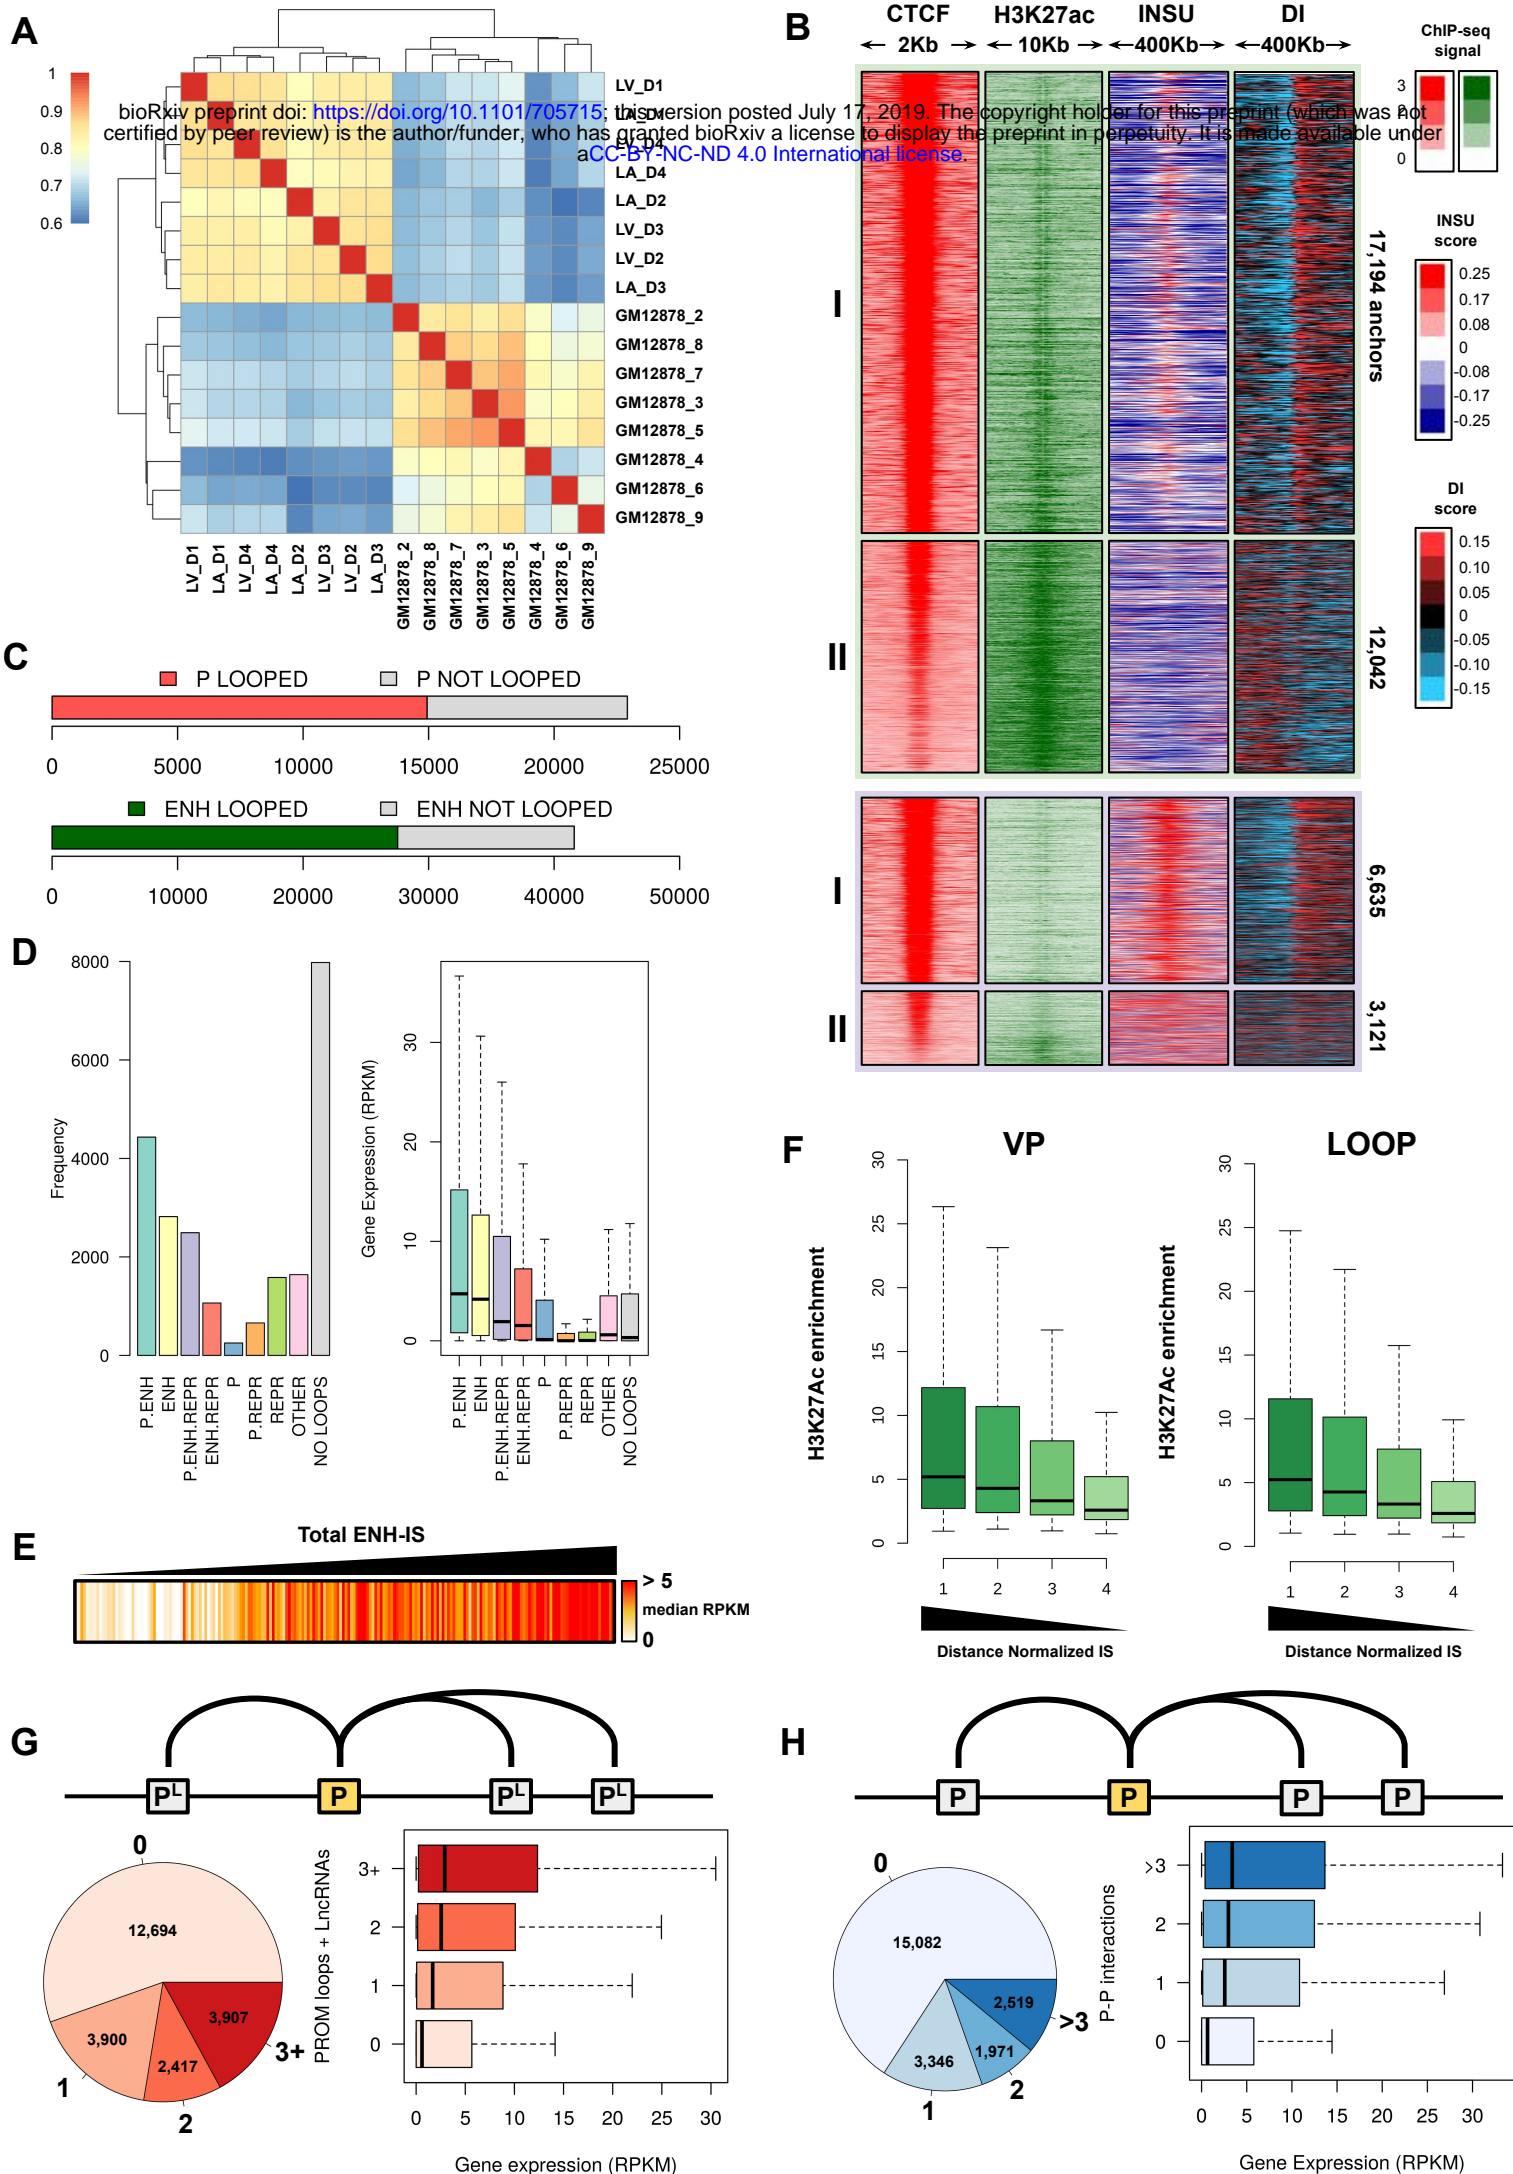 A
1
0.9
0.8
0.7
0.6
LV_D1
LA_D1
LV_D4
LA_D4
LA_D2
LV_D3
LV_D2
LA_D3
GM12878_2
GM12878_8
GM12878_7
GM12878_3
GM12878_5
GM12878_4
GM12878_6
GM12878_9
LV_D1
LA_D1
LV_D4
LA_D4
LA_D2
LV_D3
LV_D2
LA_D3
GM12878_2
GM12878_8
GM12878_7
GM12878_3
GM12878_5
GM12878_4
GM12878_6
GM12878_9
bioRxiv preprint doi: https://doi.org/10.1101/705715; this version posted July 17, 2019. The copyright holder for this preprint (which was not
certified by peer review) is the author/funder, who has granted bioRxiv a license to display the preprint in perpetuity. It is made available under
aCC-BY-NC-ND 4.0 International license.
B
CTCF H3K27ac INSU DI
2Kb 10Kb 400Kb 400Kb
I
II
I
II
17,194 anchors
12,042
6,635
3,121
ChIP-seq
signal
3
2
1
0
INSU
score
0.25
0.17
0.08
0
-0.08
-0.17
-0.25
DI
score
0.15
0.10
0.05
0
-0.05
-0.10
-0.15
C
P LOOPED P NOT LOOPED
0 5000 10000 15000 20000 25000
ENH LOOPED ENH NOT LOOPED
0 10000 20000 30000 40000 50000
D
Frequency
8000
6000
4000
2000
0
P.ENH
ENH
P.ENH.REPR
ENH.REPR
P
P.REPR
REPR
OTHER
NO LOOPS
Gene Expression (RPKM)
30
20
10
0
P.ENH
ENH
P.ENH.REPR
ENH.REPR
P
P.REPR
REPR
OTHER
NO LOOPS
E
Total ENH-IS
> 5
median RPKM
0
F
VP
H3K27Ac enrichment
30
25
20
15
10
5
0
1 2 3 4
Distance Normalized IS
LOOP
H3K27Ac enrichment
30
25
20
15
10
5
0
1 2 3 4
Distance Normalized IS
G
PL P PL PL
0
12,694
3,900
2,417
3,907
1
2
3+
PROM loops + LncRNAs
3+
2
1
0
0 5 10 15 20 25 30
Gene expression (RPKM)
H
P P P P
0
15,082
3,346
1,971
2,519
1
2
>3
P-P interactions
>3
2
1
0
0 5 10 15 20 25 30
Gene Expression (RPKM)